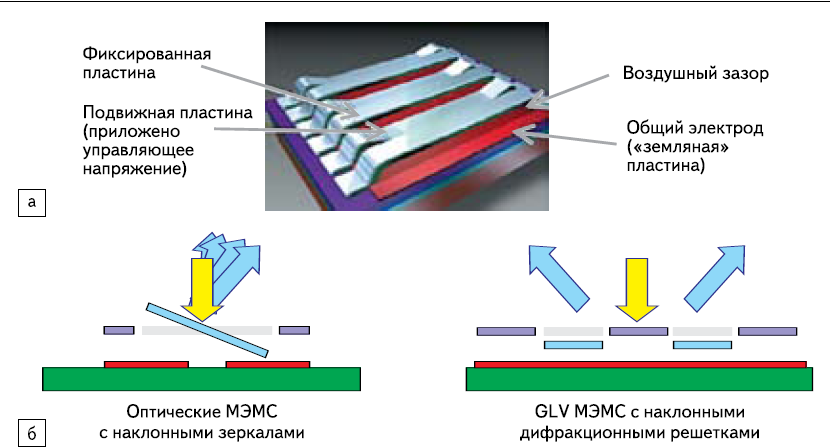 Фиксированная
пластина
Подвижная пластина
(приложено
управляющее
напряжение)
Воздушный зазор
Общий электрод
(«земляная»
пластина)
а
Оптические МЭМС
с наклонными зеркалами
GLV МЭМС с наклонными
дифракционными решетками
б